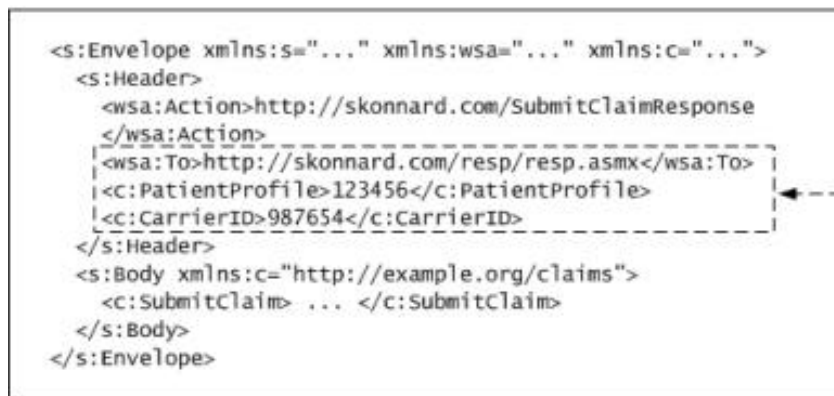 <s:Envelope xmlns:s="..." xmlns:wsa="..." xmlns:c="...">
<s:Header>
<wsa:Action>http://skonnard.com/SubmitClaimResponse
</wsa:Action>
<wsa:To>http://skonnard.com/resp/resp.asmx</wsa:To>
<c:PatientProfile>123456</c:PatientProfile>
<c:CarrierID>987654</c:CarrierID>
</s:Header>
<s:Body xmlns:c="http://example.org/claims">
<c:SubmitClaim> ... </c:SubmitClaim>
</s:Body>
</s:Envelope>